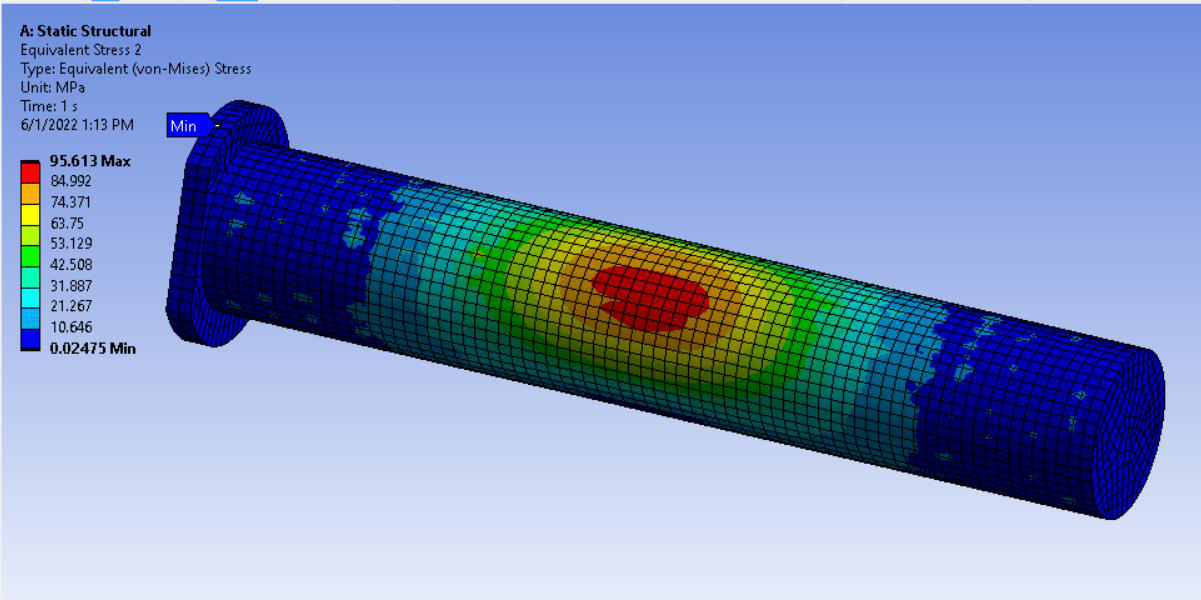 A: Static Structural
Equivalent Stress 2
Type: Equivalent (von-Mises) Stress
Unit: MPa
Time: 1 s
6/1/2022 1:13 PM
Min
95.613 Max
84.992
74.371
63.75
53.129
42.508
31.887
21.267
10.646
0.02475 Min